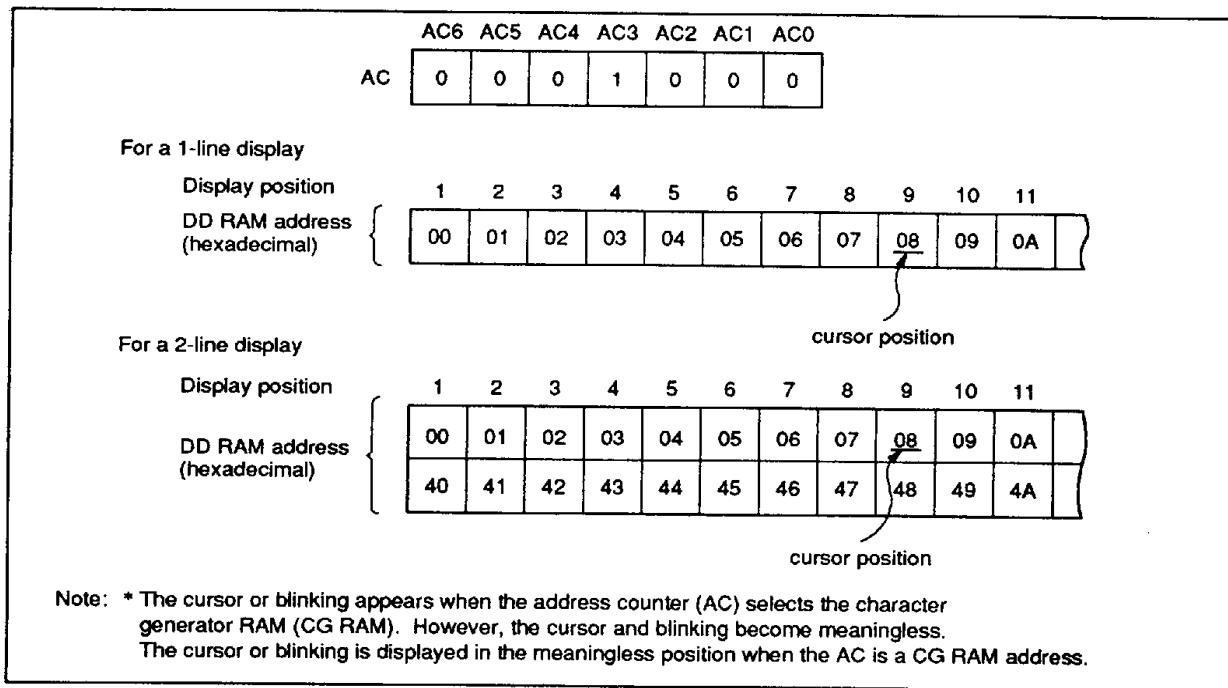 AC6 AC5 AC4 AC3 AC2 AC1 AC0
AC 0 0 0 1 0 0 0
For a 1-line display
Display position 1 2 3 4 5 6 7 8 9 10 11
DD RAM address
(hexadecimal)
00 01 02 03 04 05 06 07 08 09 0A
cursor position
For a 2-line display
Display position 1 2 3 4 5 6 7 8 9 10 11
DD RAM address
(hexadecimal)
00 01 02 03 04 05 06 07 08 09 0A
40 41 42 43 44 45 46 47 48 49 4A
cursor position
Note: * The cursor or blinking appears when the address counter (AC) selects the character
generator RAM (CG RAM). However, the cursor and blinking become meaningless.
The cursor or blinking is displayed in the meaningless position when the AC is a CG RAM address.